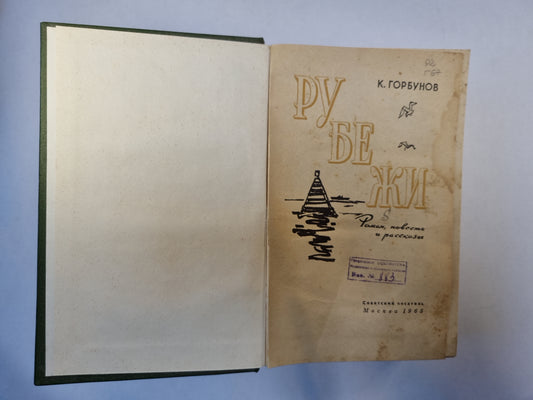 К. ГОРБУНОВ
РУ
БЕ
ЖИ
Роман, повесть
и рассказы
Советский писатель
Москва 1965